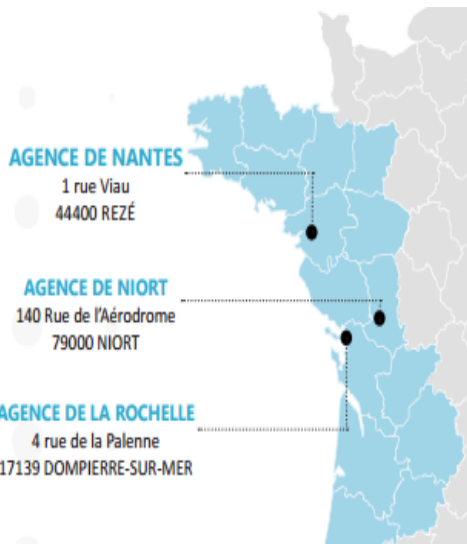 AGENCE DE NANTES
1 rue Viau
44400 REZÉ
AGENCE DE NIORT
140 Rue de l'Aérodrome
79000 NIORT
AGENCE DE LA ROCHELLE
4 rue de la Palenne
17139 DOMPIERRE-SUR-MER